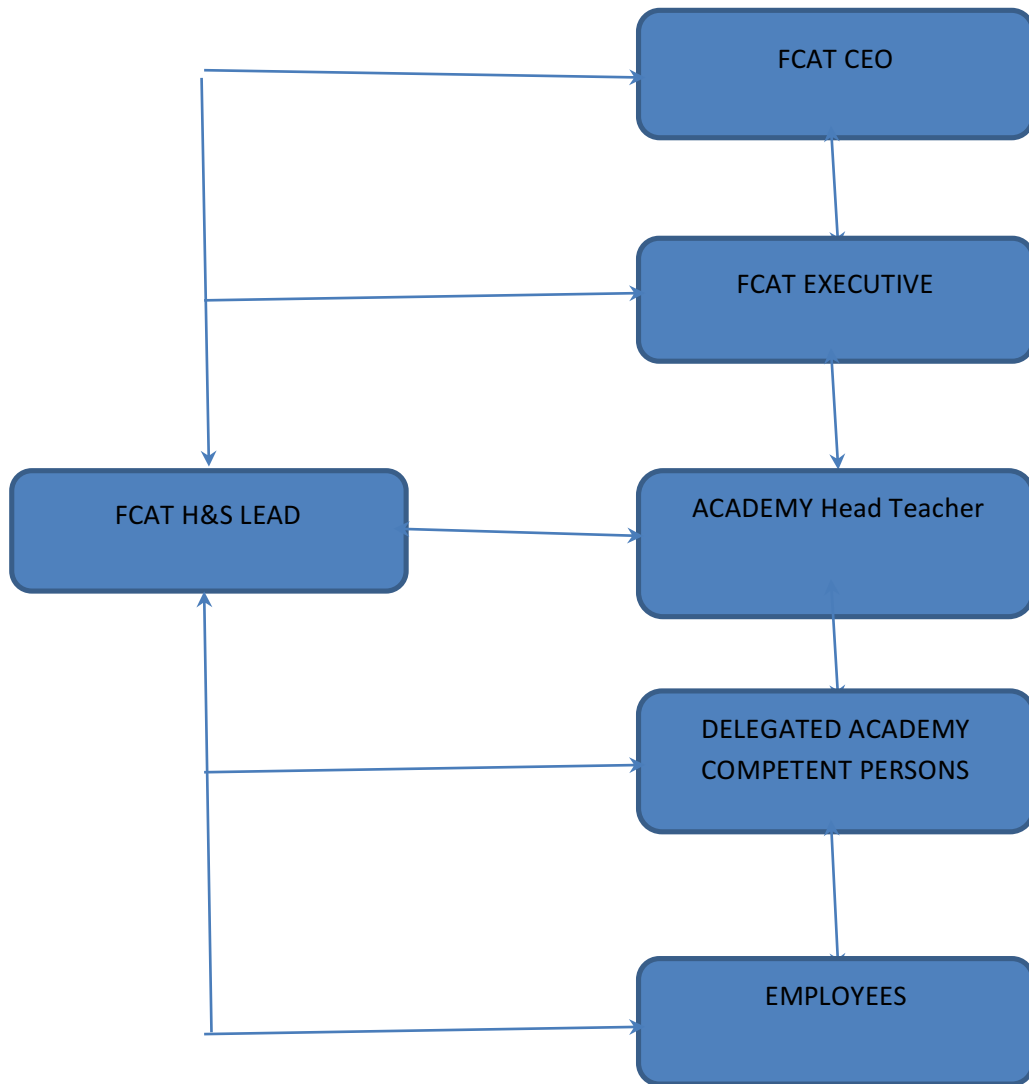 FCAT CEO
FCAT EXECUTIVE
FCAT H&S LEAD
ACADEMY Head Teacher
DELEGATED ACADEMY
COMPETENT PERSONS
EMPLOYEES